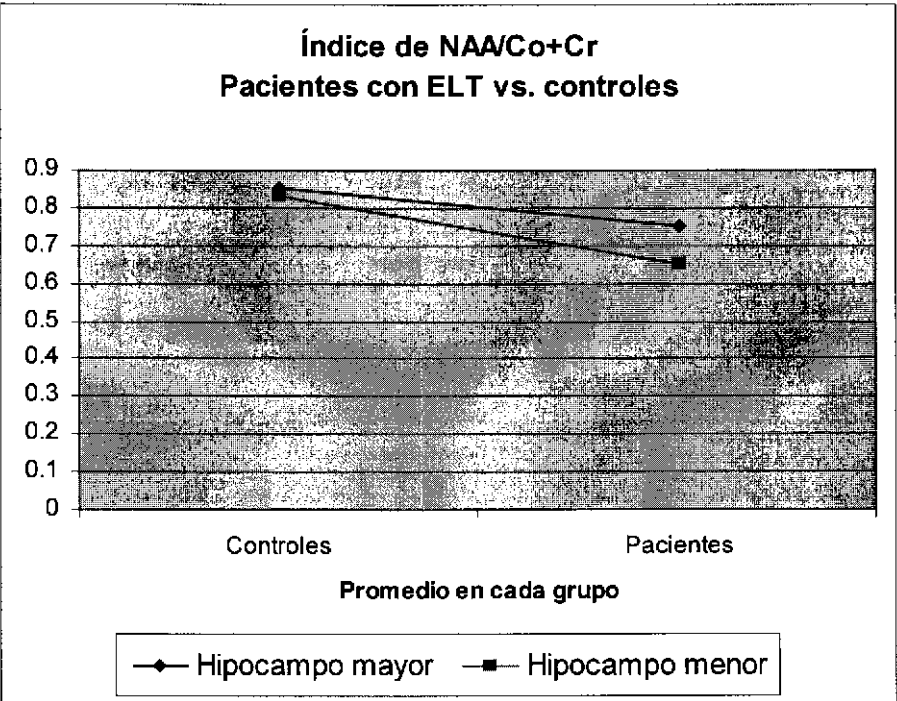 Índice de NAA/Co+Cr
Pacientes con ELT vs. controles
0.9
0.8
0.7
0.6
0.5
0.4
0.3
0.2
0.1
0
Controles Pacientes
Promedio en cada grupo
Hipocampo mayor Hipocampo menor